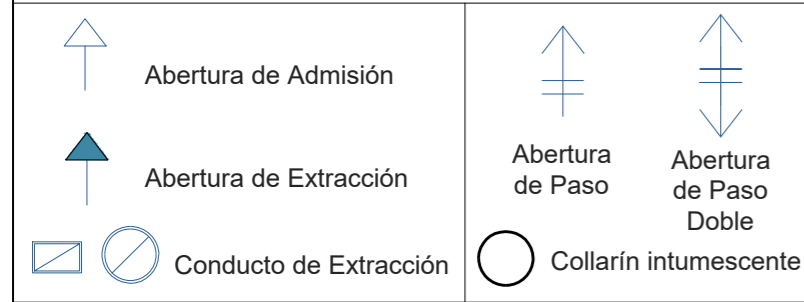 Abertura de Admisión
Abertura de Extracción
Conducto de Extracción
Abertura
de Paso
Abertura
de Paso
Doble
Collarín intumescente